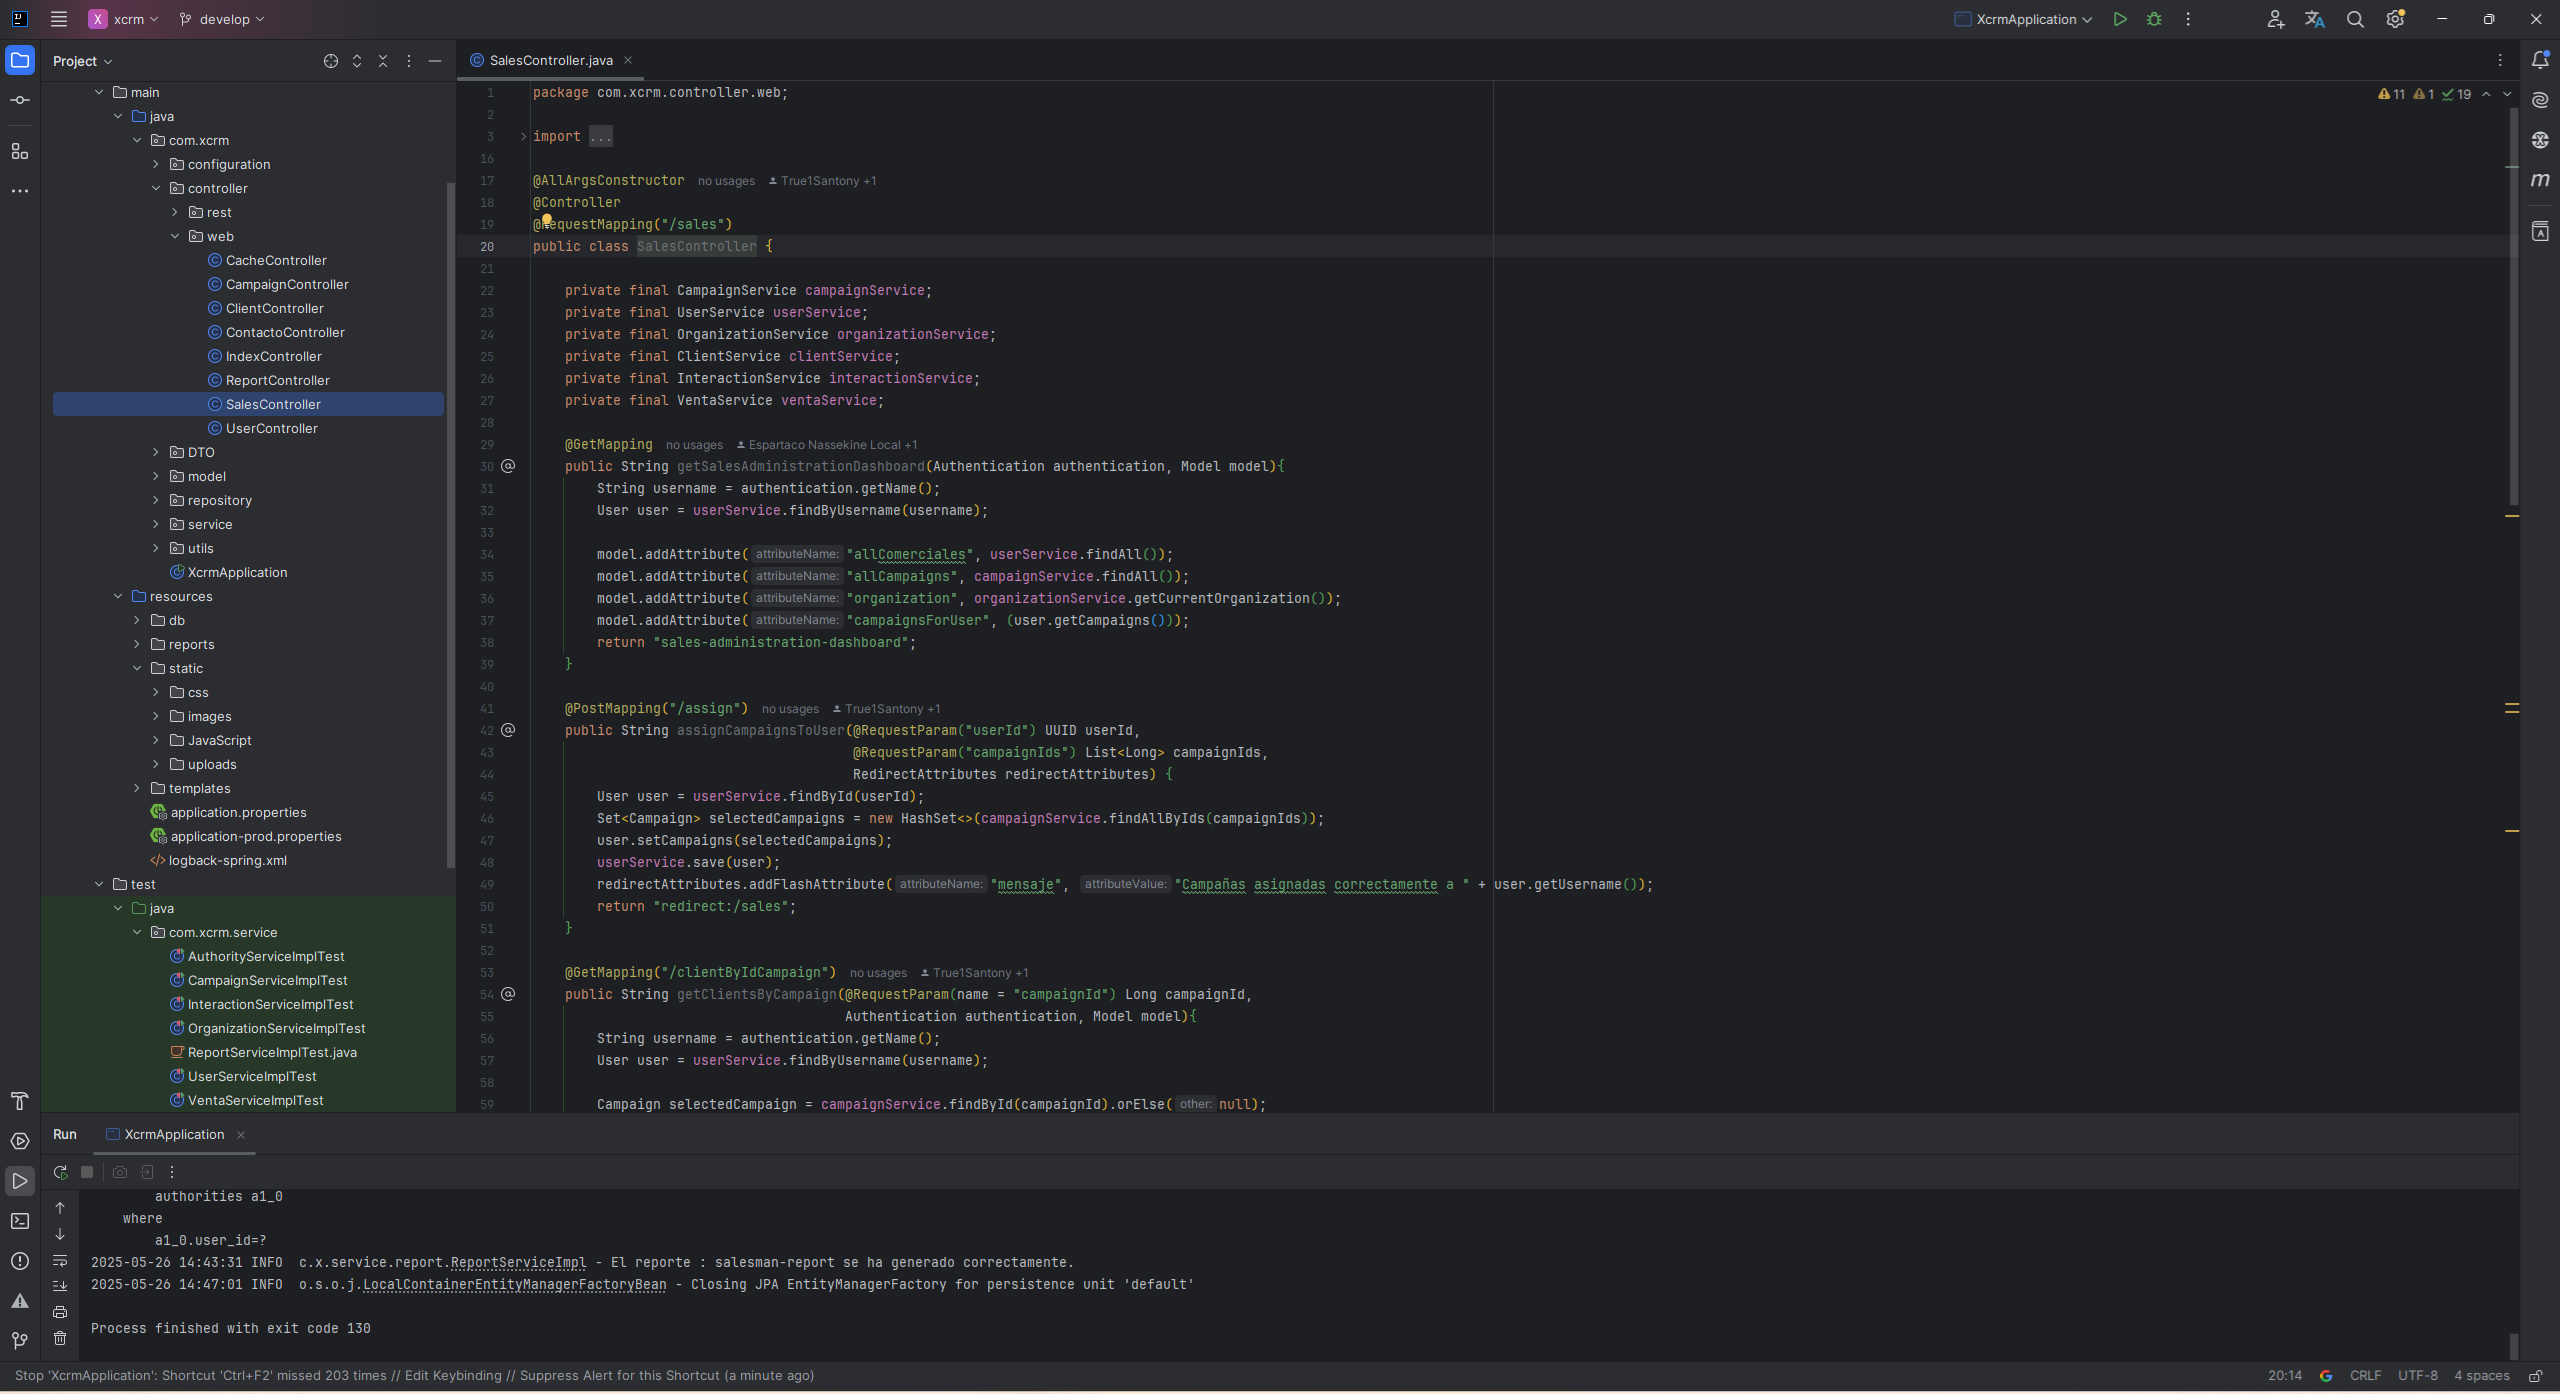 xcrm
develop
XcrmApplication
Project
main
java
com.xcrm
configuration
controller
rest
web
CacheController
CampaignController
ClientController
ContactoController
IndexController
ReportController
SalesController
UserController
DTO
model
repository
service
utils
XcrmApplication
resources
db
reports
static
css
images
JavaScript
uploads
templates
application.properties
application-prod.properties
logback-spring.xml
test
java
com.xcrm.service
AuthorityServiceImplTest
CampaignServiceImplTest
InteractionServiceImplTest
OrganizationServiceImplTest
ReportServiceImplTest.java
UserServiceImplTest
VentaServiceImplTest
SalesController.java
11 1 19
1 package com.xcrm.controller.web;
2
3 import ...
16
17 @AllArgsConstructor no usages True1Santony +1
18 @Controller
19 @RequestMapping("/sales")
20 public class SalesController {
21
22 private final CampaignService campaignService;
23 private final UserService userService;
24 private final OrganizationService organizationService;
25 private final ClientService clientService;
26 private final InteractionService interactionService;
27 private final VentaService ventaService;
28
29 @GetMapping no usages Espartaco Nassekine Local +1
30 public String getSalesAdministrationDashboard(Authentication authentication, Model model){
31 String username = authentication.getName();
32 User user = userService.findByUsername(username);
33
34 model.addAttribute( attributeName: "allComerciales", userService.findAll());
35 model.addAttribute( attributeName: "allCampaigns", campaignService.findAll());
36 model.addAttribute( attributeName: "organization", organizationService.getCurrentOrganization());
37 model.addAttribute( attributeName: "campaignsForUser", (user.getCampaigns()));
38 return "sales-administration-dashboard";
39 }
40
41 @PostMapping("/assign") no usages True1Santony +1
42 public String assignCampaignsToUser(@RequestParam("userId") UUID userId,
43 @RequestParam("campaignIds") List<Long> campaignIds,
44 RedirectAttributes redirectAttributes) {
45 User user = userService.findById(userId);
46 Set<Campaign> selectedCampaigns = new HashSet<>(campaignService.findAllByIds(campaignIds));
47 user.setCampaigns(selectedCampaigns);
48 userService.save(user);
49 redirectAttributes.addFlashAttribute( attributeName: "mensaje", attributeValue: "Campañas asignadas correctamente a " + user.getUsername());
50 return "redirect:/sales";
51 }
52
53 @GetMapping("/clientByIdCampaign") no usages True1Santony +1
54 public String getClientsByCampaign(@RequestParam(name = "campaignId") Long campaignId,
55 Authentication authentication, Model model){
56 String username = authentication.getName();
57 User user = userService.findByUsername(username);
58
59 Campaign selectedCampaign = campaignService.findById(campaignId).orElse( other: null);
Run XcrmApplication
authorities a1_0
where
a1_0.user_id=?
2025-05-26 14:43:31 INFO c.x.service.report.ReportServiceImpl - El reporte : salesman-report se ha generado correctamente.
2025-05-26 14:47:01 INFO o.s.o.j.LocalContainerEntityManagerFactoryBean - Closing JPA EntityManagerFactory for persistence unit 'default'
Process finished with exit code 130
Stop 'XcrmApplication': Shortcut 'Ctrl+F2' missed 203 times // Edit Keybinding // Suppress Alert for this Shortcut (a minute ago)
20:14 CRLF UTF-8 4 spaces